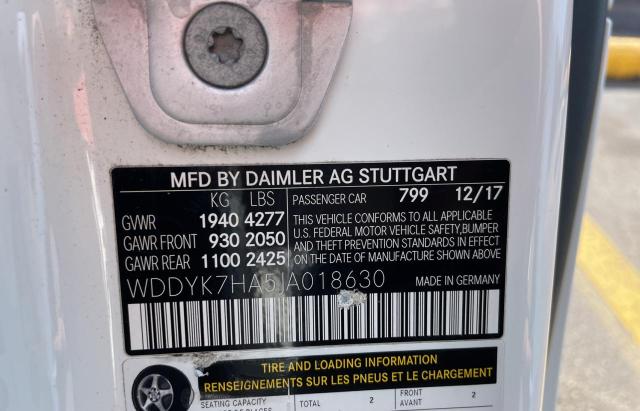 MFD BY DAIMLER AG STUTTGART
KG LBS PASSENGER CAR 799 12/17
GVWR 1940 4277 THIS VEHICLE CONFORMS TO ALL APPLICABLE
GAWR FRONT 930 2050 U.S. FEDERAL MOTOR VEHICLE SAFETY, BUMPER
AND THEFT PREVENTION STANDARDS IN EFFECT
GAWR REAR 1100 2425 ON THE DATE OF MANUFACTURE SHOWN ABOVE
WDDYK7HA5JA018630
TIRE AND LOADING INFORMATION
RENSEIGNEMENTS SUR LES PNEUS ET LE CHARGEMENT
SEATING CAPACITY TOTAL 2 FRONT 2
AVANT